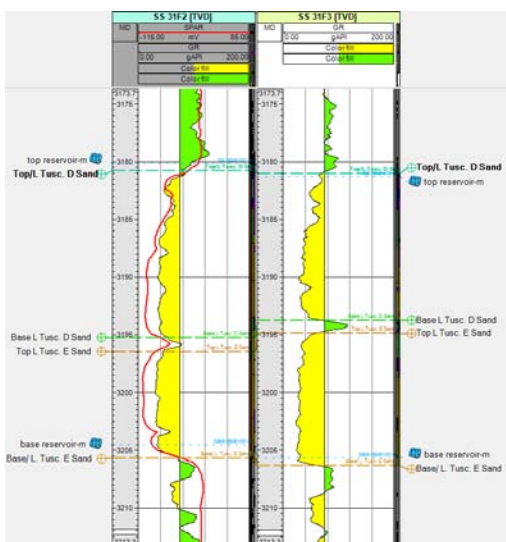 SS 31F2 [TVD]
SS 31F3 [TVD]
MD
SPAR
-115.00 mV 85.00
GR
0.00 gAPI 200.00
Color fill
Color fill
MD
GR
0.00 gAPI 200.00
Color fill
Color fill
3173.7
3175
3180
3185
3190
3195
3200
3205
3210
3173.7
3175
3180
3185
3190
3195
3200
3205
3210
top reservoir-m
Top/L Tusc. D Sand
Base L Tusc. D Sand
Top L Tusc. E Sand
base reservoir-m
Base/ L. Tusc. E Sand
Top/L Tusc. D Sand
top reservoir-m
Base L Tusc. D Sand
Top L Tusc. E Sand
base reservoir-m
Base/ L. Tusc. E Sand